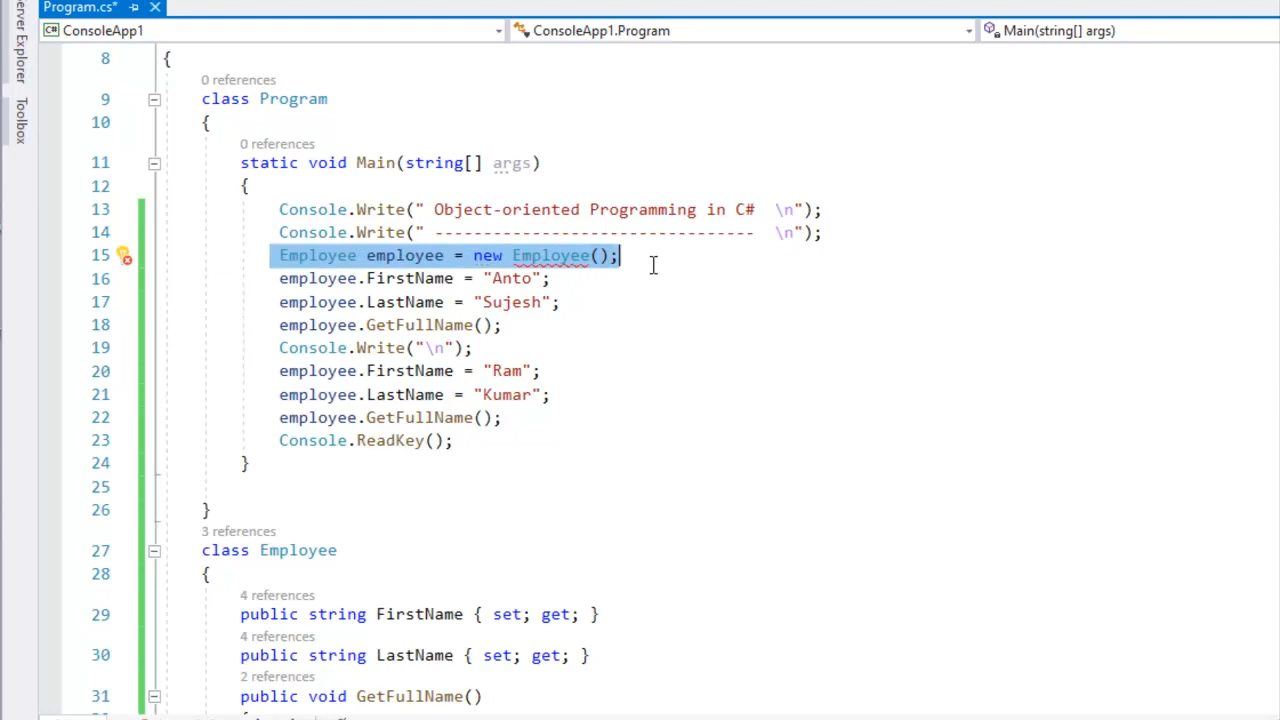 Program.cs*
erver Explorer
Toolbox
C# ConsoleApp1
ConsoleApp1.Program
Main(string[] args)
8 {
0 references
9 class Program
10 {
0 references
11 static void Main(string[] args)
12 {
13 Console.Write(" Object-oriented Programming in C#  \n");
14 Console.Write(" ---------------------------------  \n");
15 Employee employee = new Employee();
16 employee.FirstName = "Anto";
17 employee.LastName = "Sujesh";
18 employee.GetFullName();
19 Console.Write("\n");
20 employee.FirstName = "Ram";
21 employee.LastName = "Kumar";
22 employee.GetFullName();
23 Console.ReadKey();
24 }
25
26 }
3 references
27 class Employee
28 {
4 references
29 public string FirstName { set; get; }
4 references
30 public string LastName { set; get; }
2 references
31 public void GetFullName()